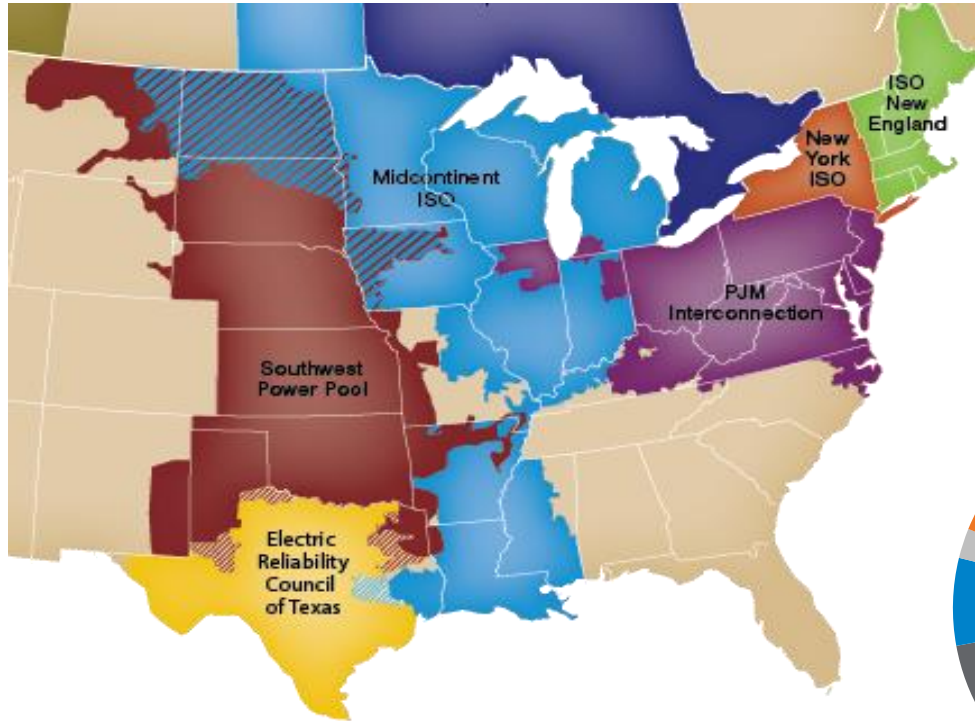 ISO
New
England
New
York
ISO
Midcontinent
ISO
PJM
Interconnection
Southwest
Power Pool
Electric
Reliability
Council
of Texas